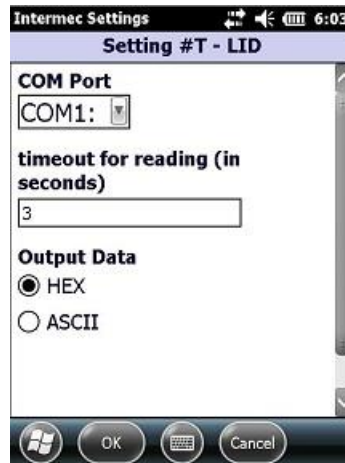 Intermec Settings 6:03
Setting #T - LID
COM Port
COM1:
timeout for reading (in
seconds)
3
Output Data
HEX
ASCII
OK Cancel